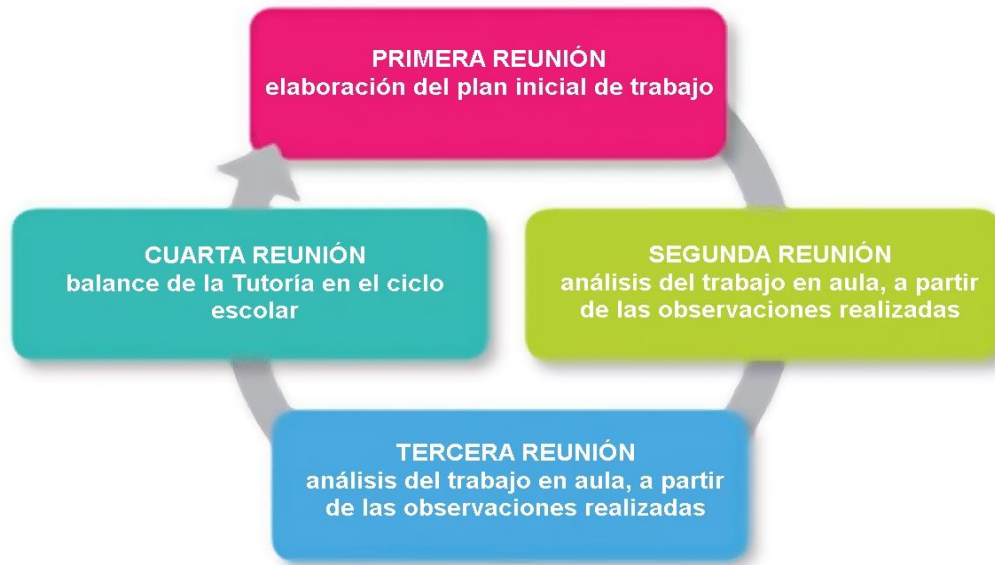 PRIMERA REUNIÓN
elaboración del plan inicial de trabajo
SEGUNDA REUNIÓN
análisis del trabajo en aula, a partir
de las observaciones realizadas
TERCERA REUNIÓN
análisis del trabajo en aula, a partir
de las observaciones realizadas
CUARTA REUNIÓN
balance de la Tutoría en el ciclo
escolar